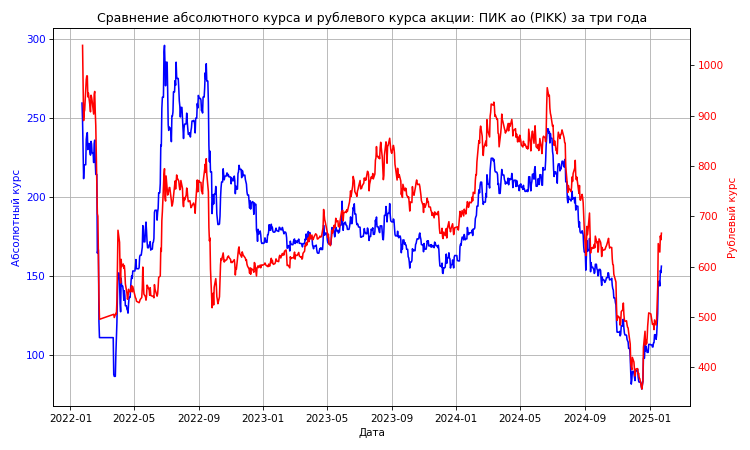 Сравнение абсолютного курса и рублевого курса акции: ПИК ао (PIKK) за три года
300
250
200
150
100
Абсолютный курс
1000
900
800
700
600
500
400
Рублевый курс
2022-01 2022-05 2022-09 2023-01 2023-05 2023-09 2024-01 2024-05 2024-09 2025-01
Дата